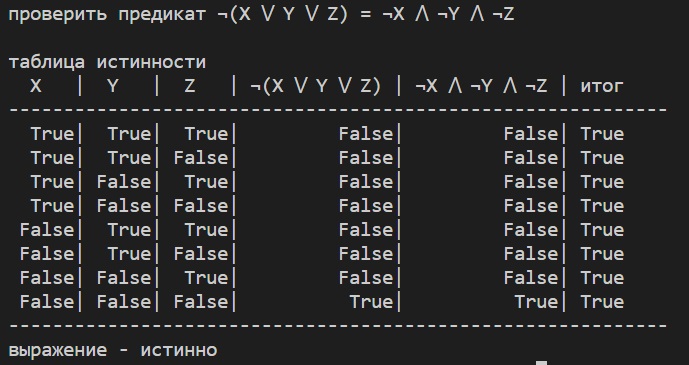 проверить предикат ¬(X ⋁ Y ⋁ Z) = ¬X ⋀ ¬Y ⋀ ¬Z
таблица истинности
X | Y | Z | ¬(X ⋁ Y ⋁ Z) | ¬X ⋀ ¬Y ⋀ ¬Z | итог
------------------------------------------------------------
True| True| True| False| False| True
True| True| False| False| False| True
True| False| True| False| False| True
True| False| False| False| False| True
False| True| True| False| False| True
False| True| False| False| False| True
False| False| True| False| False| True
False| False| False| True| True| True
------------------------------------------------------------
выражение - истинно